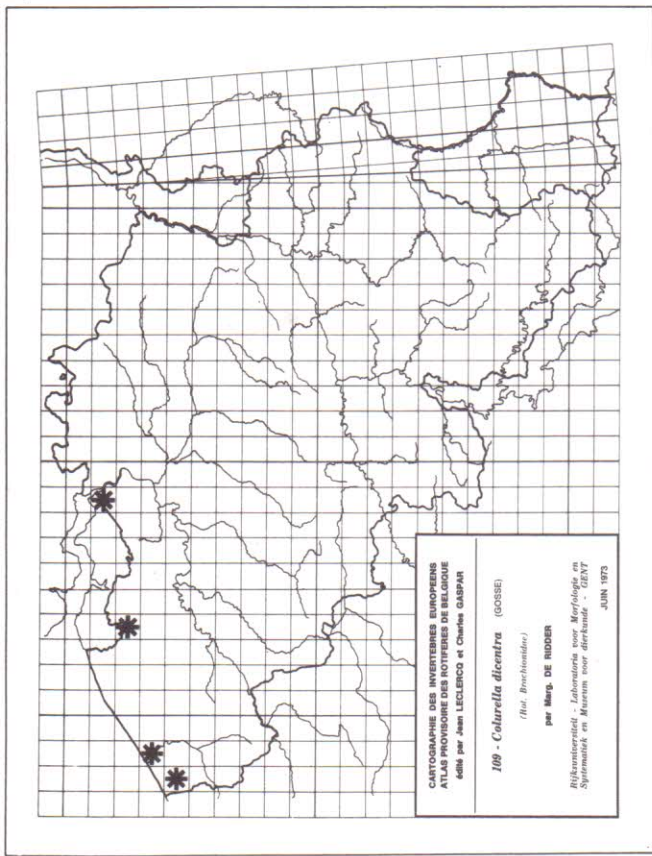 CARTOGRAPHIE DES INVERTEBRES EUROPEENS
ATLAS PROVISOIRE DES ROTIFERES DE BELGIQUE
édité par Jean LECLERCQ et Charles GASPAR
109 - Colurella dicentra (GOSSE)
(Rot. Brachionidae)
par Marg. DE RIDDER
Rijksuniversiteit - Laboratoria voor Morfologie en
Systematiek en Museum voor dierkunde - GENT
JUIN 1973